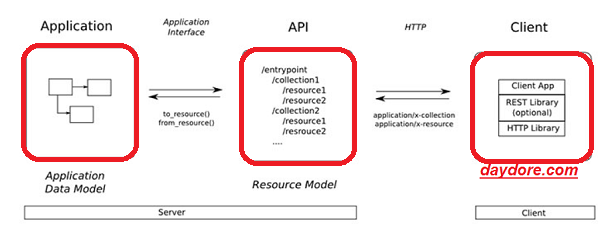 Application
Application
Interface
API
HTTP
Client
to_resource()
from_resource()
/entrypoint
/collection1
/resource1
/resource2
/collection2
/resource1
/resrouce2
....
application/x-collection
application/x-resource
Client App
REST Library
(optional)
HTTP Library
daydore.com
Application
Data Model
Resource Model
Server
Client